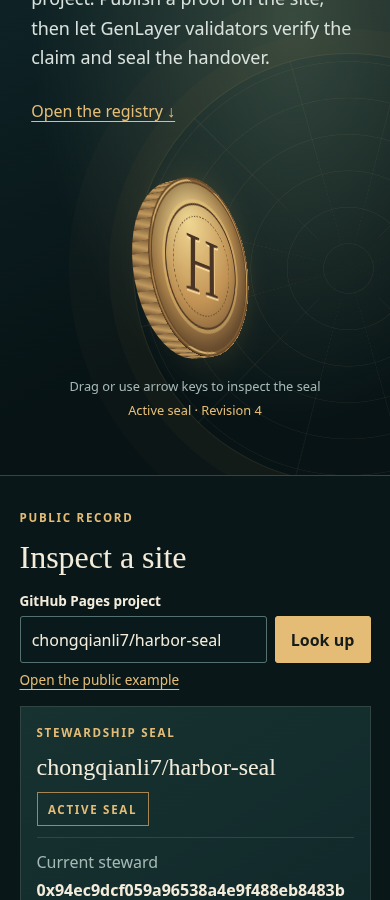 project. Publish a proof on the site,
then let GenLayer validators verify the
claim and seal the handover.
Open the registry ↓
H
Drag or use arrow keys to inspect the seal
Active seal · Revision 4
PUBLIC RECORD
Inspect a site
GitHub Pages project
chongqianli7/harbor-seal
Look up
Open the public example
STEWARDSHIP SEAL
chongqianli7/harbor-seal
ACTIVE SEAL
Current steward
0x94ec9dcf059a96538a4e9f488eb8483b